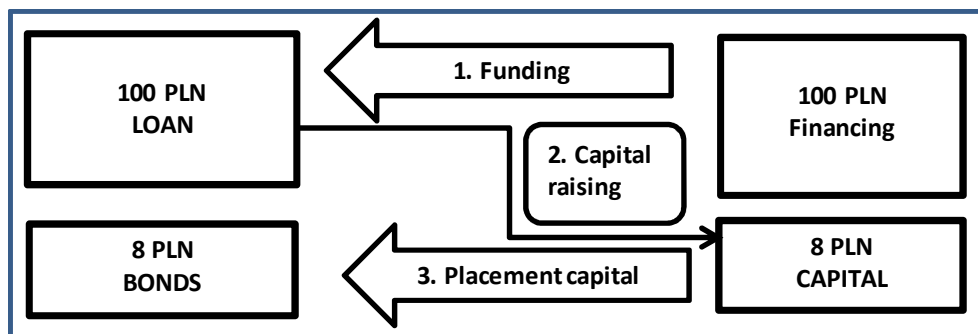 100 PLN
LOAN
1. Funding
100 PLN
Financing
2. Capital
raising
8 PLN
BONDS
3. Placement capital
8 PLN
CAPITAL